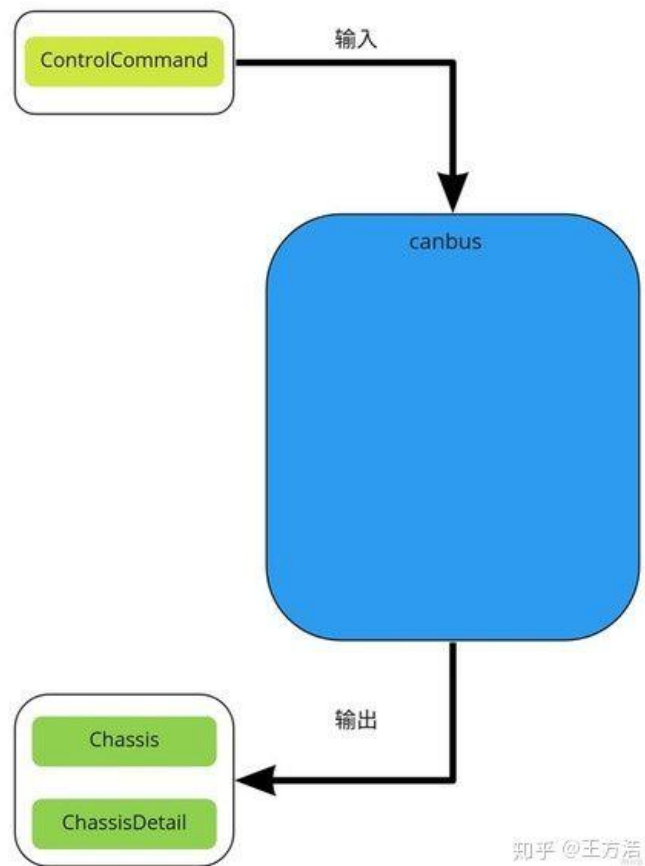 输入
ControlCommand
canbus
输出
Chassis
ChassisDetail
知乎 @王方浩